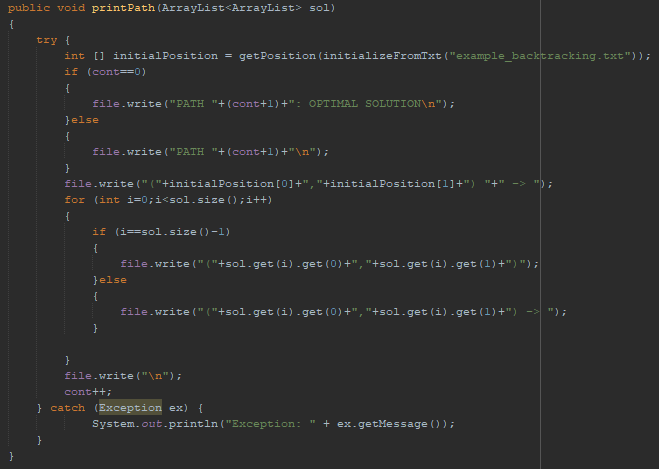 public void printPath(ArrayList<ArrayList> sol)
{
    try {
        int [] initialPosition = getPosition(initializeFromTxt("example_backtracking.txt"));
        if (cont==0)
        {
            file.write("PATH "+(cont+1)+": OPTIMAL SOLUTION\n");
        }else
        {
            file.write("PATH "+(cont+1)+"\n");
        }
        file.write("("+initialPosition[0]+","+initialPosition[1]+") "+" -> ");
        for (int i=0;i<sol.size();i++)
        {
            if (i==sol.size()-1)
            {
                file.write("("+sol.get(i).get(0)+","+sol.get(i).get(1)+")");
            }else
            {
                file.write("("+sol.get(i).get(0)+","+sol.get(i).get(1)+") -> ");
            }

        }
        file.write("\n");
        cont++;
    } catch (Exception ex) {
            System.out.println("Exception: " + ex.getMessage());
    }
}